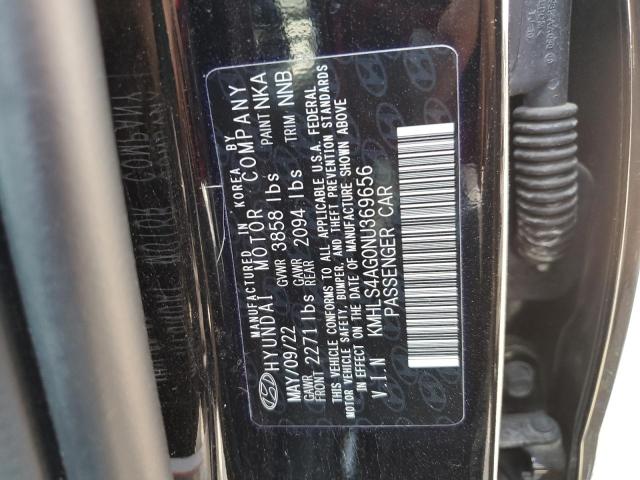 MANUFACTURED IN KOREA BY
HYUNDAI MOTOR COMPANY
MAY/09/22 GVWR 3858 lbs PAINT NKA
GAWR FRONT 2271 lbs GAWR REAR 2094 lbs TRIM NNB
THIS VEHICLE CONFORMS TO ALL APPLICABLE U.S.A. FEDERAL
MOTOR VEHICLE SAFETY, BUMPER, AND THEFT PREVENTION STANDARDS
IN EFFECT ON THE DATE OF MANUFACTURE SHOWN ABOVE
V.I.N KMHLS4AG0NU369656
PASSENGER CAR